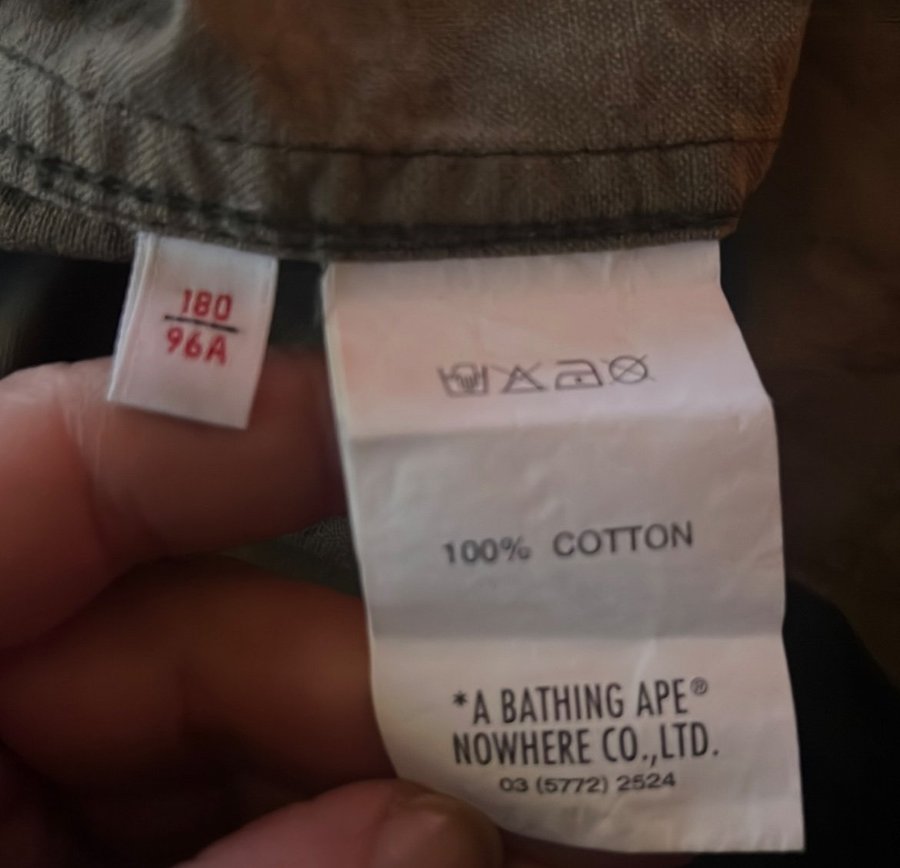 180
96A
100% COTTON
*A BATHING APE®
NOWHERE CO.,LTD.
03 (5772) 2524